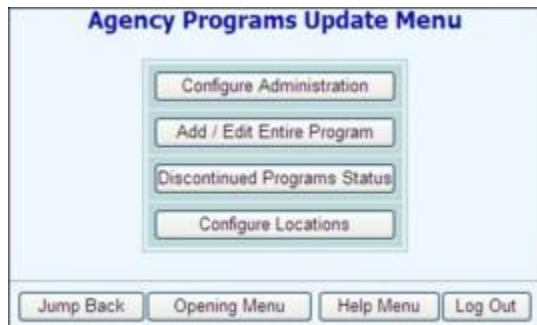 Agency Programs Update Menu
Configure Administration
Add / Edit Entire Program
Discontinued Programs Status
Configure Locations
Jump Back Opening Menu Help Menu Log Out